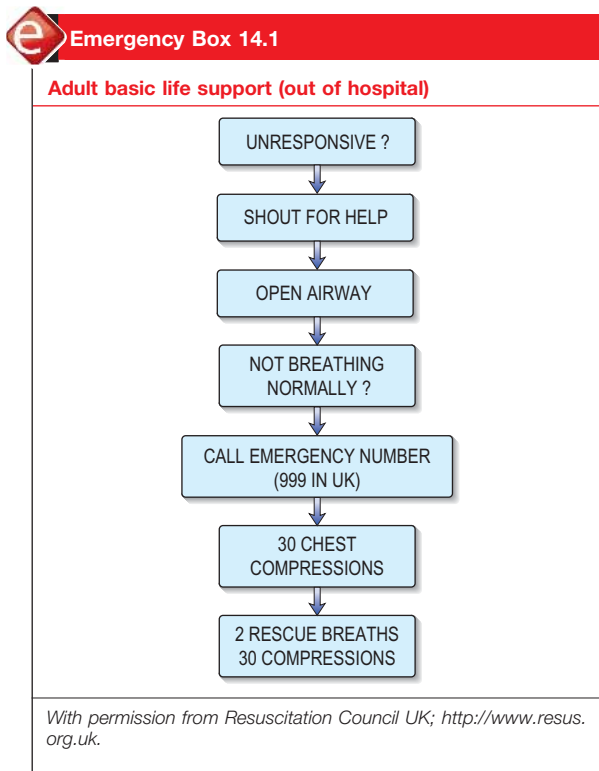 e
Emergency Box 14.1
Adult basic life support (out of hospital)
UNRESPONSIVE ?
SHOUT FOR HELP
OPEN AIRWAY
NOT BREATHING
NORMALLY ?
CALL EMERGENCY NUMBER
(999 IN UK)
30 CHEST
COMPRESSIONS
2 RESCUE BREATHS
30 COMPRESSIONS
With permission from Resuscitation Council UK; http://www.resus.
org.uk.